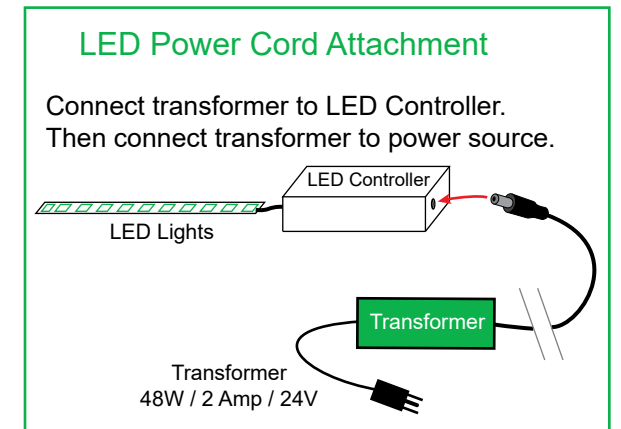 LED Power Cord Attachment
Connect transformer to LED Controller.
Then connect transformer to power source.
LED Controller
LED Lights
Transformer
Transformer
48W / 2 Amp / 24V